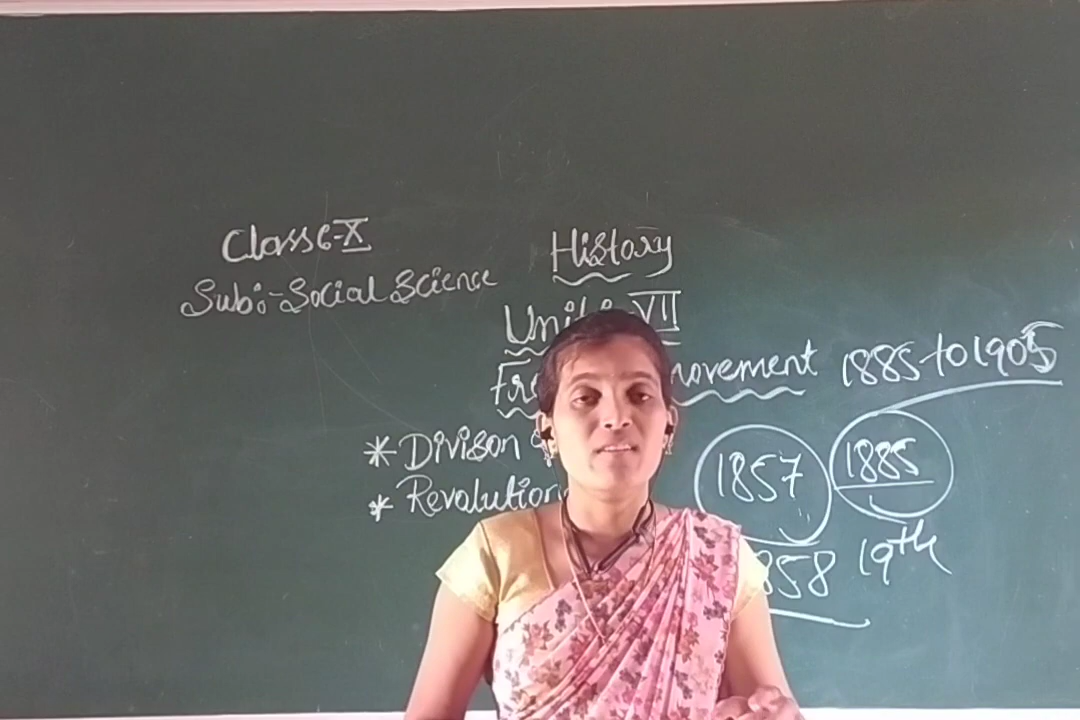 Class:-X
Sub:-Social Science
History
Unit-VII
movement 1885 to 1905
* Divison
* Revolution
1857
1885
858
19th